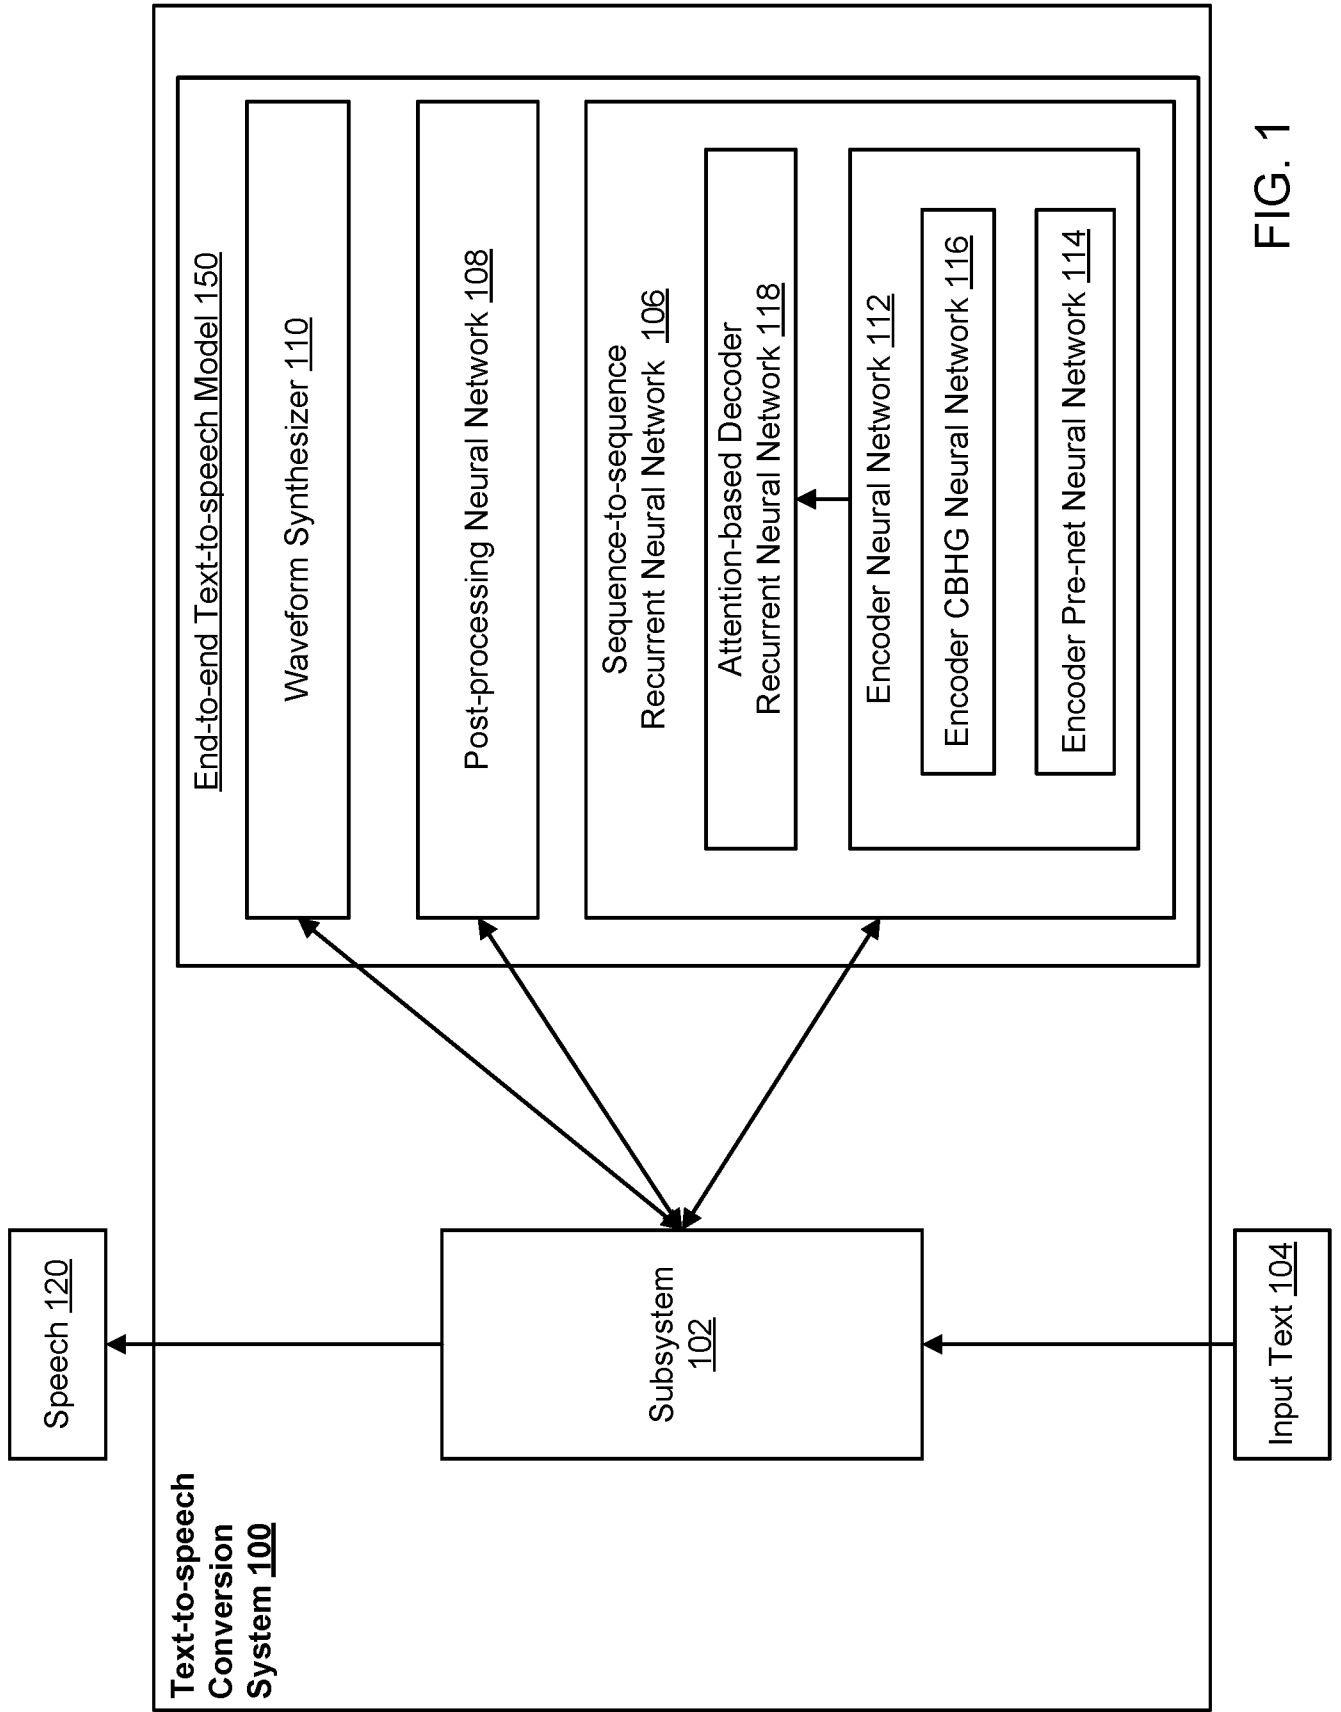 Speech 120
Text-to-speech
Conversion
System 100
End-to-end Text-to-speech Model 150
Waveform Synthesizer 110
Post-processing Neural Network 108
Sequence-to-sequence
Recurrent Neural Network 106
Attention-based Decoder
Recurrent Neural Network 118
Encoder Neural Network 112
Encoder CBHG Neural Network 116
Encoder Pre-net Neural Network 114
Subsystem
102
Input Text 104
FIG. 1